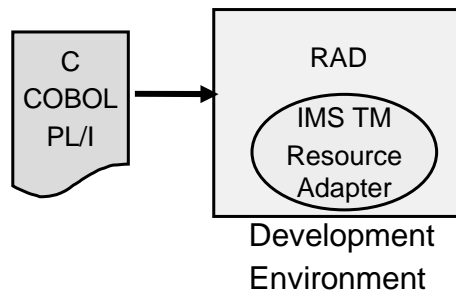 C
COBOL
PL/I
RAD
IMS TM
Resource
Adapter
Development
Environment